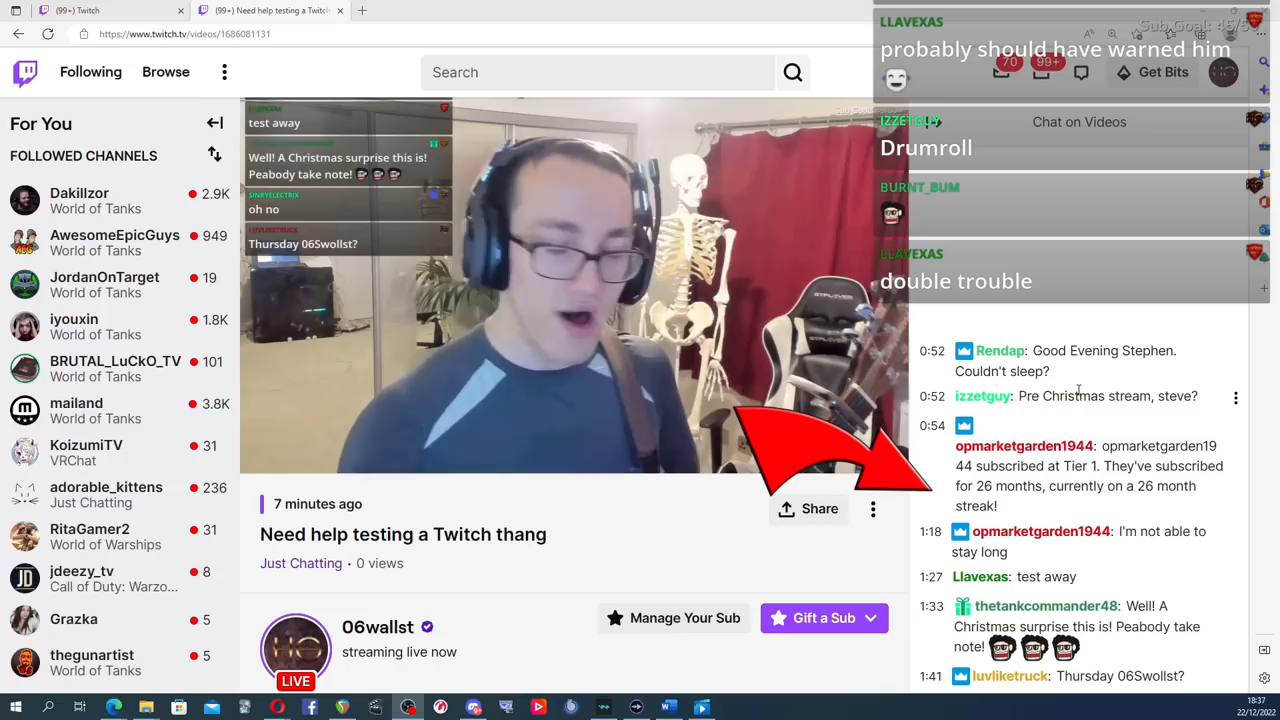 (99+) Twitch
(99+) Need help testing a Twitch
https://www.twitch.tv/videos/1686081131
Following
Browse
Search
70
99+
Get Bits
Sub Goal: 45/50
LLAVEXAS
probably should have warned him
IZZETGUY
Drumroll
BURNT_BUM
LLAVEXAS
double trouble
Chat on Videos
For You
FOLLOWED CHANNELS
Dakillzor
2.9K
World of Tanks
AwesomeEpicGuys
949
World of Tanks
JordanOnTarget
19
World of Tanks
iyouxin
1.8K
World of Tanks
BRUTAL_LuCkO_TV
101
World of Tanks
mailand
3.8K
World of Tanks
KoizumiTV
31
VRChat
adorable_kittens
236
Just Chatting
RitaGamer2
31
World of Warships
jdeezy_tv
8
Call of Duty: Warzo...
Grazka
5
thegunartist
5
World of Tanks
test away
Well! A Christmas surprise this is!
Peabody take note!
SINRYELECTRIX
oh no
LUVLIKETRUCK
Thursday 06Swollst?
GTPLAYER
7 minutes ago
Share
Need help testing a Twitch thang
Just Chatting • 0 views
06wallst
streaming live now
LIVE
Manage Your Sub
Gift a Sub
0:52 Rendap: Good Evening Stephen.
Couldn't sleep?
0:52 izzetguy: Pre Christmas stream, steve?
0:54
opmarketgarden1944: opmarketgarden19
44 subscribed at Tier 1. They've subscribed
for 26 months, currently on a 26 month
streak!
1:18 opmarketgarden1944: I'm not able to
stay long
1:27 Llavexas: test away
1:33 thetankcommander48: Well! A
Christmas surprise this is! Peabody take
note!
1:41 luvliketruck: Thursday 06Swollst?
18:37
22/12/2022